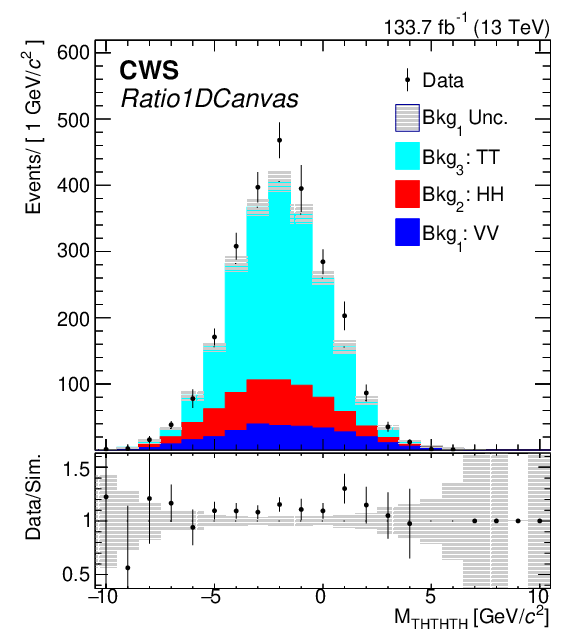 133.7 fb⁻¹ (13 TeV)
CWS
Ratio1DCanvas
Data
Bkg₁ Unc.
Bkg₃: TT
Bkg₂: HH
Bkg₁: VV
Events/ [ 1 GeV/c² ]
600
500
400
300
200
100
Data/Sim.
1.5
1
0.5
−10 −5 0 5 10
M_THTHTH [GeV/c²]